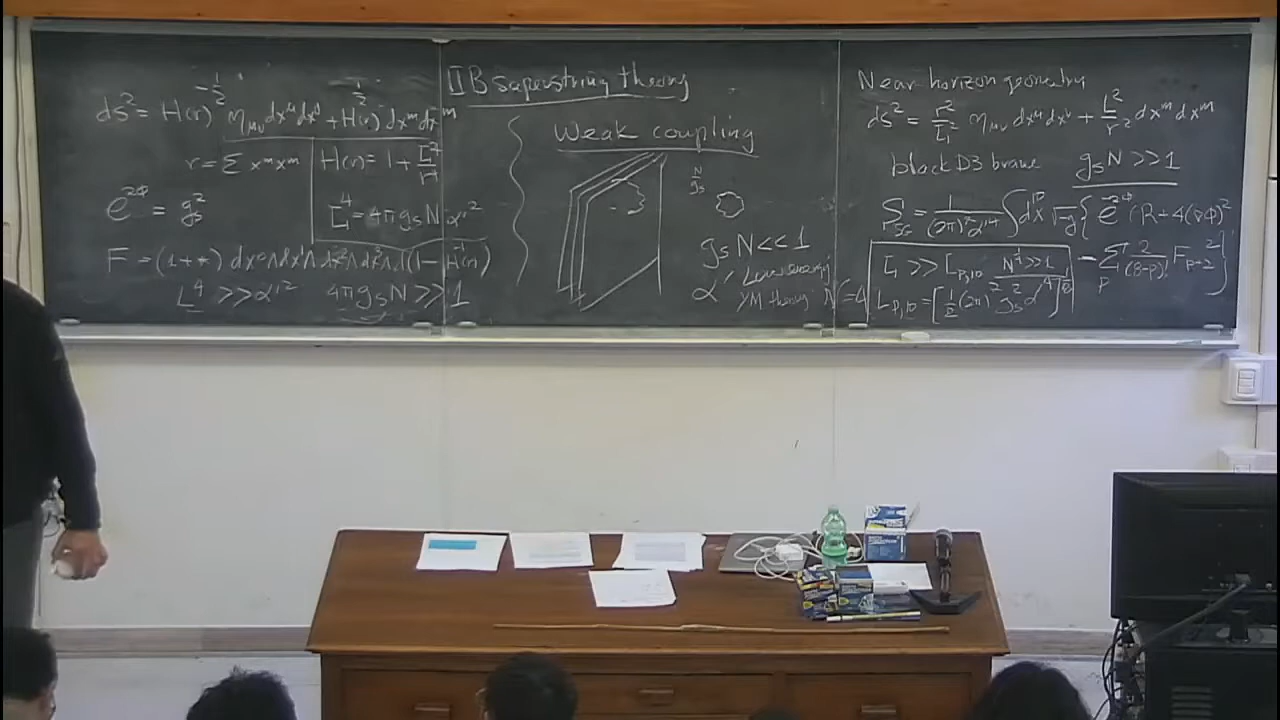 ds² = H(r)^{-1/2} η_{μν} dx^μ dx^ν + H(r)^{1/2} dx^m dx^m
r = Σ x^m x^m
H(r) = 1 + L⁴/r⁴
e^{2Φ} = g_s²
L⁴ = 4π g_s N α'²
F = (1+*) dx⁰∧dx¹∧dx²∧dx³∧d(1-H^{-1}(r))
L⁴ >> α'² 4π g_s N >> 1
IIB superstring theory
Weak coupling
N
g_s
g_s N << 1
α' Low energy
YM theory N=4
Near horizon geometry
ds² = r²/L² η_{μν} dx^μ dx^ν + L²/r² dx^m dx^m
black D3 brane g_s N >> 1
S_{IISG} = 1/(2π)⁷α'⁴ ∫d¹⁰x √-g { e^{-2Φ} (R + 4(∇Φ)²
- Σ_p 2/(8-p)! F_{p+2}² }
L >> L_{P,10} N^{1/4} >> 1
L_{P,10} = [½(2π)⁷ g_s² α'⁴]^{1/8}